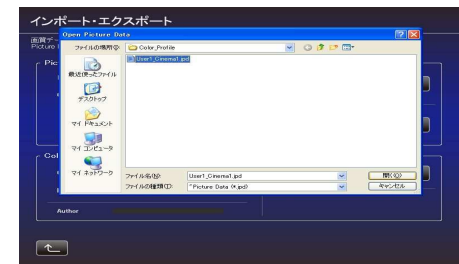 インポート・エクスポート
Open Picture Data
ファイルの場所(I):
Color_Profile
User1_Cinema1.jpd
最近使ったファイル
デスクトップ
マイ ドキュメント
マイ コンピュータ
マイ ネットワーク
ファイル名(N):
User1_Cinema1.jpd
開く(O)
ファイルの種類(T):
"Picture Data (*.jpd)
キャンセル
画質デー
Picture
Pic
Col
Author